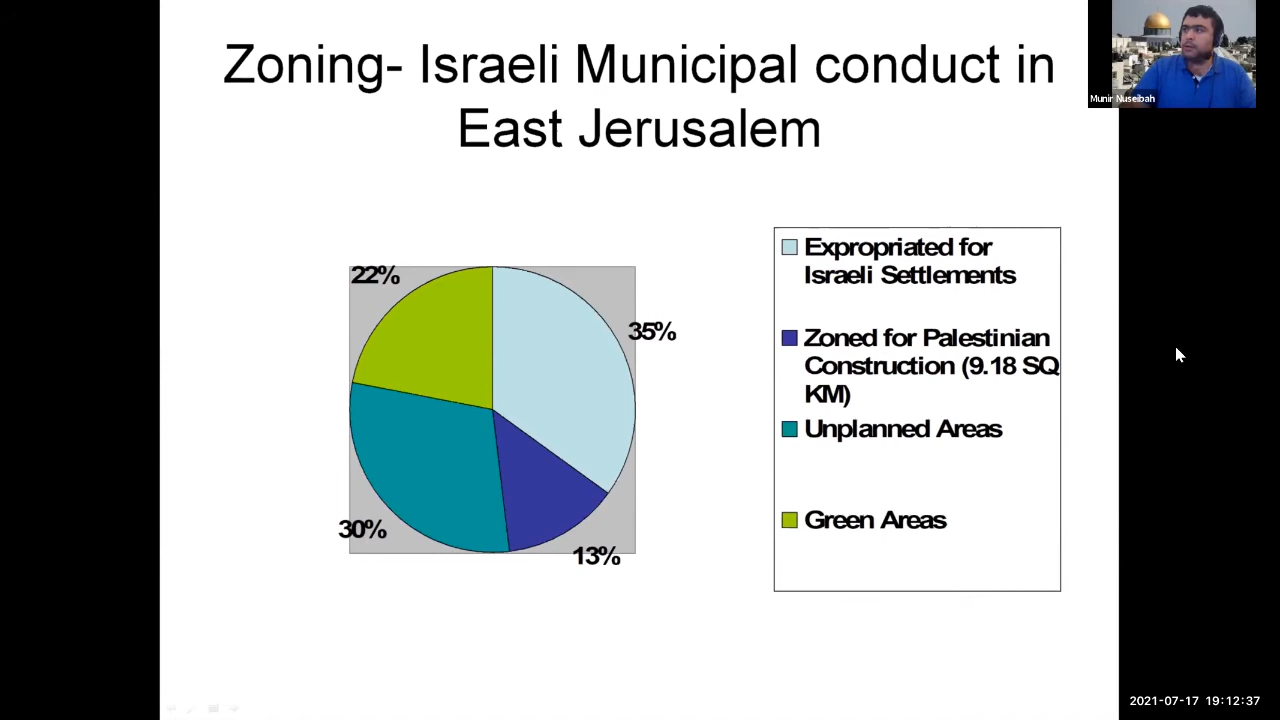 Zoning- Israeli Municipal conduct in
East Jerusalem
Munir Nuseibah
22%
35%
30%
13%
Expropriated for
Israeli Settlements
Zoned for Palestinian
Construction (9.18 SQ
KM)
Unplanned Areas
Green Areas
2021-07-17 19:12:37